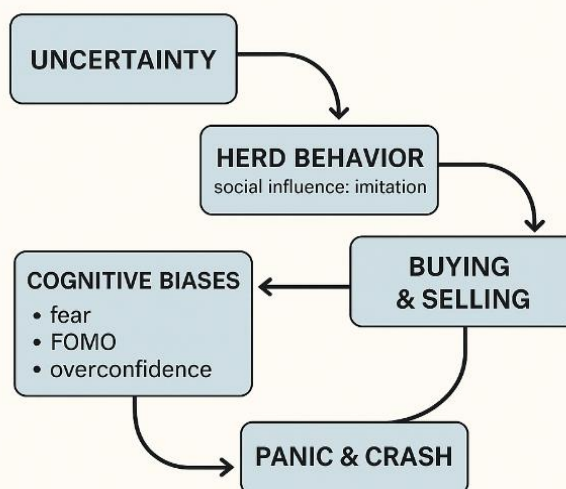 UNCERTAINTY
HERD BEHAVIOR
social influence: imitation
BUYING
& SELLING
COGNITIVE BIASES
• fear
• FOMO
• overconfidence
PANIC & CRASH